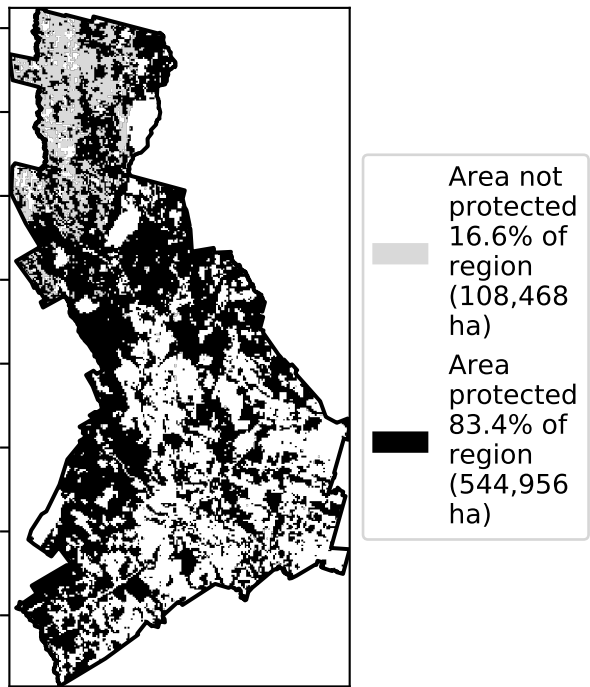 Area not
protected
16.6% of
region
(108,468
ha)
Area
protected
83.4% of
region
(544,956
ha)